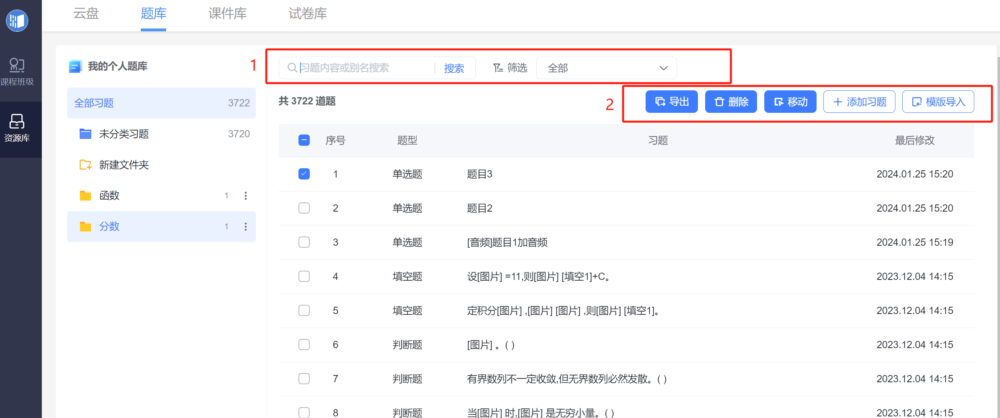 云盘 题库 课件库 试卷库
课程班级
资源库
我的个人题库
全部习题 3722
未分类习题 3720
新建文件夹
函数 1
分数 1
1
习题内容或别名搜索 搜索 筛选 全部
共 3722 道题
2
导出 删除 移动 添加习题 模版导入
序号 题型 习题 最后修改
1 单选题 题目3 2024.01.25 15:20
2 单选题 题目2 2024.01.25 15:20
3 单选题 [音频]题目1加音频 2024.01.25 15:19
4 填空题 设[图片] =11,则[图片] [填空1]+C。 2023.12.04 14:15
5 填空题 定积分[图片] ,[图片] [图片] ,则[图片] [填空1]。 2023.12.04 14:15
6 判断题 [图片] 。( ) 2023.12.04 14:15
7 判断题 有界数列不一定收敛,但无界数列必然发散。( ) 2023.12.04 14:15
8 判断题 当[图片] 时,[图片] 是无穷小量。( ) 2023.12.04 14:15